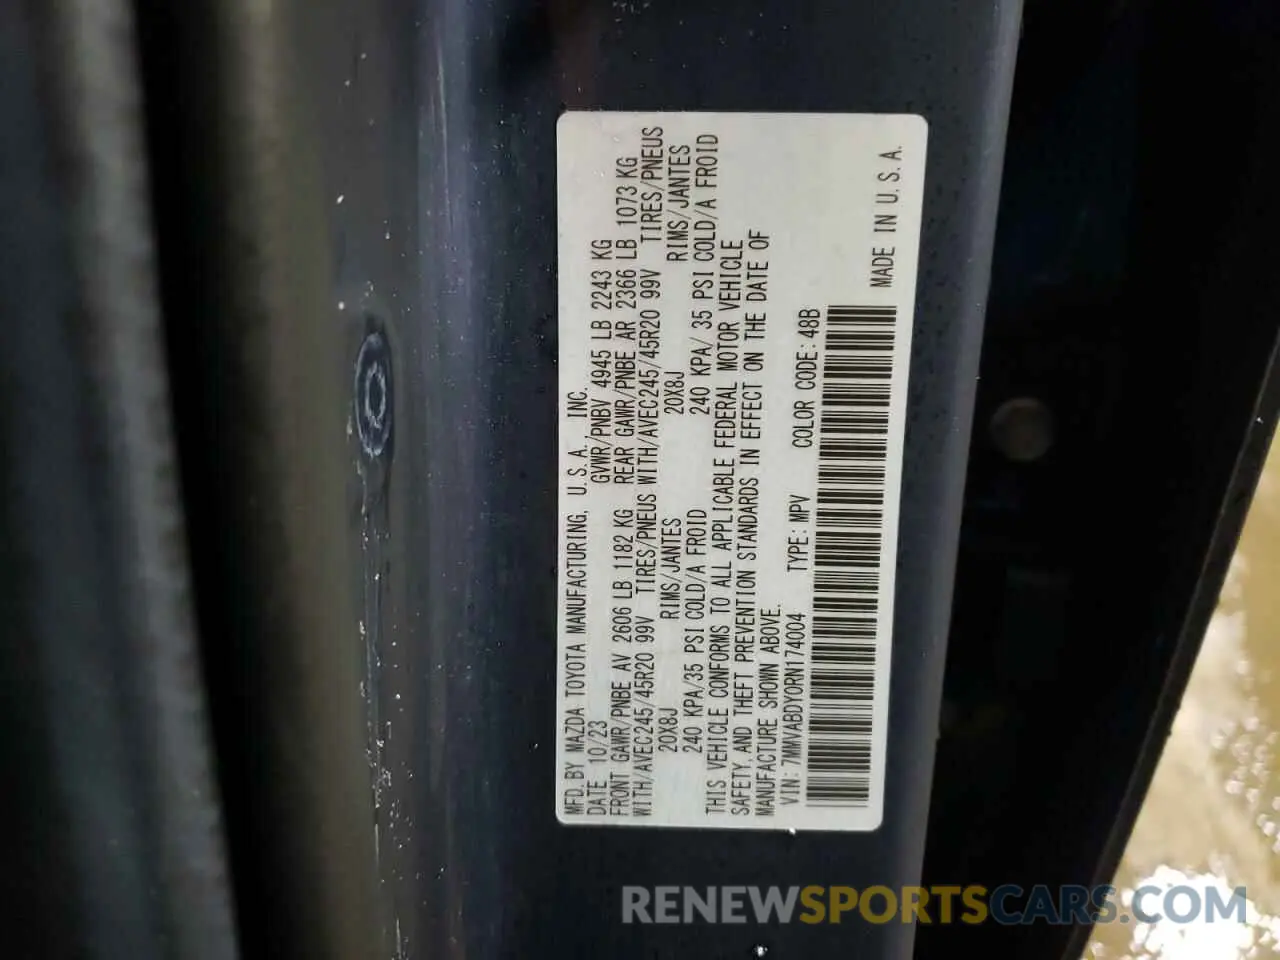 MFD. BY MAZDA TOYOTA MANUFACTURING, U.S.A., INC.
DATE 10/23 GVWR/PNBV 4945 LB 2243 KG
FRONT GAWR/PNBE AV 2606 LB 1182 KG REAR GAWR/PNBE AR 2366 LB 1073 KG
WITH/AVEC245/45R20 99V TIRES/PNEUS WITH/AVEC245/45R20 99V TIRES/PNEUS
20X8J RIMS/JANTES 20X8J RIMS/JANTES
240 KPA/35 PSI COLD/A FROID 240 KPA/ 35 PSI COLD/A FROID
THIS VEHICLE CONFORMS TO ALL APPLICABLE FEDERAL MOTOR VEHICLE
SAFETY, AND THEFT PREVENTION STANDARDS IN EFFECT ON THE DATE OF
MANUFACTURE SHOWN ABOVE.
VIN: 7MMVABDY0RN174004 TYPE: MPV COLOR CODE: 48B
MADE IN U.S.A.
RENEWSPORTSCARS.COM